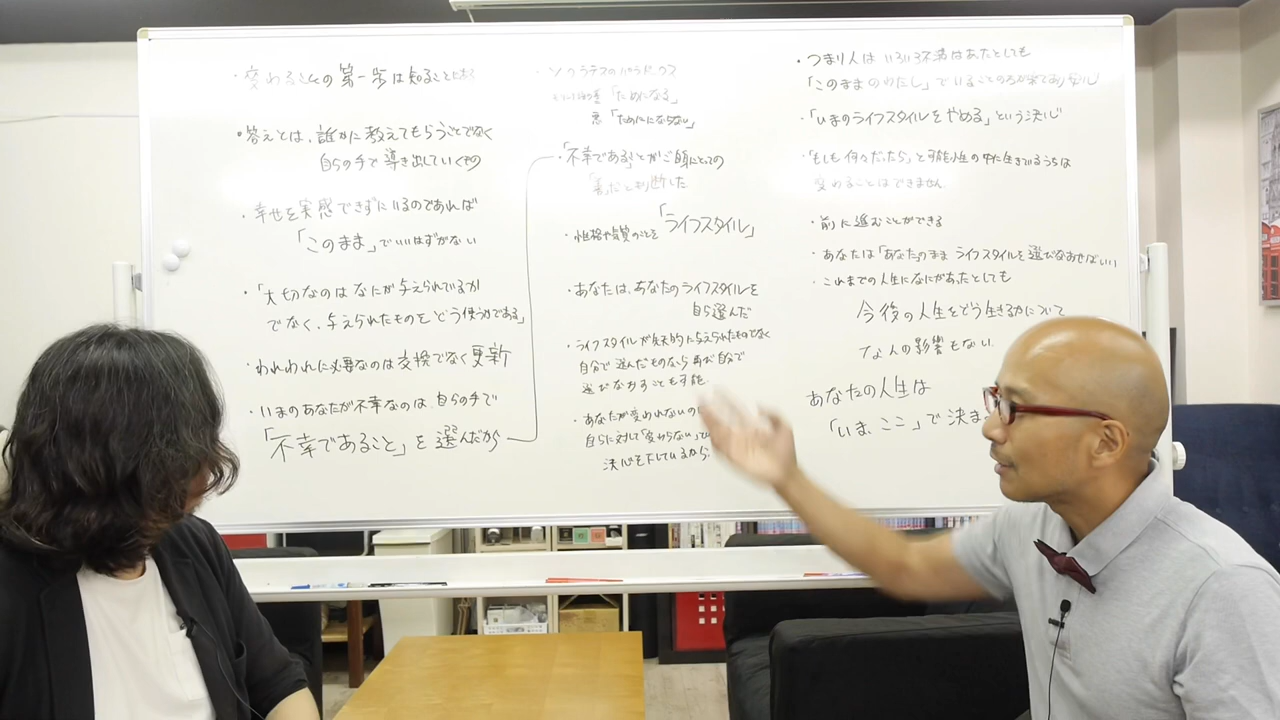 ・変わることの第一歩は知ること
・答えとは、誰かに教えてもらうことでなく
自らの手で導き出していくもの
・幸せを実感できずにいるのであれば
「このまま」でいいはずがない
・「大切なのはなにが与えられているか
でなく、与えられたものをどう使うかである」
・われわれに必要なのは交換でなく更新
・いまのあなたが不幸なのは自らの手で
「不幸であること」を選んだから
・ソクラテスのパラドックス
善「ためになる」
悪「ためにならない」
・「不幸であること」がご自身にとっての
「善」だと判断した
・性格や気質のことを「ライフスタイル」
・あなたは、あなたのライフスタイルを
自ら選んだ
・ライフスタイルが先天的に与えられたものでなく
自分で選んだものなら再び自分で
選びなおすことも可能
・あなたが変われないの
自らに対して「変わらない」
決心を下しているから
・つまり人はいろいろ不満はあったとしても
「このままのわたし」でいることのほうが楽であり、安心
・「いまのライフスタイルをやめる」という決心
・「もしも何々だったら」と可能性の中に生きているうちは
変わることはできません
・前に進むことができる
・あなたは「あなた」のままライフスタイルを選びなおせばいい
・これまでの人生になにがあったとしても
今後の人生をどう生きるかについて
なんの影響もない
あなたの人生は
「いま、ここ」で決ま